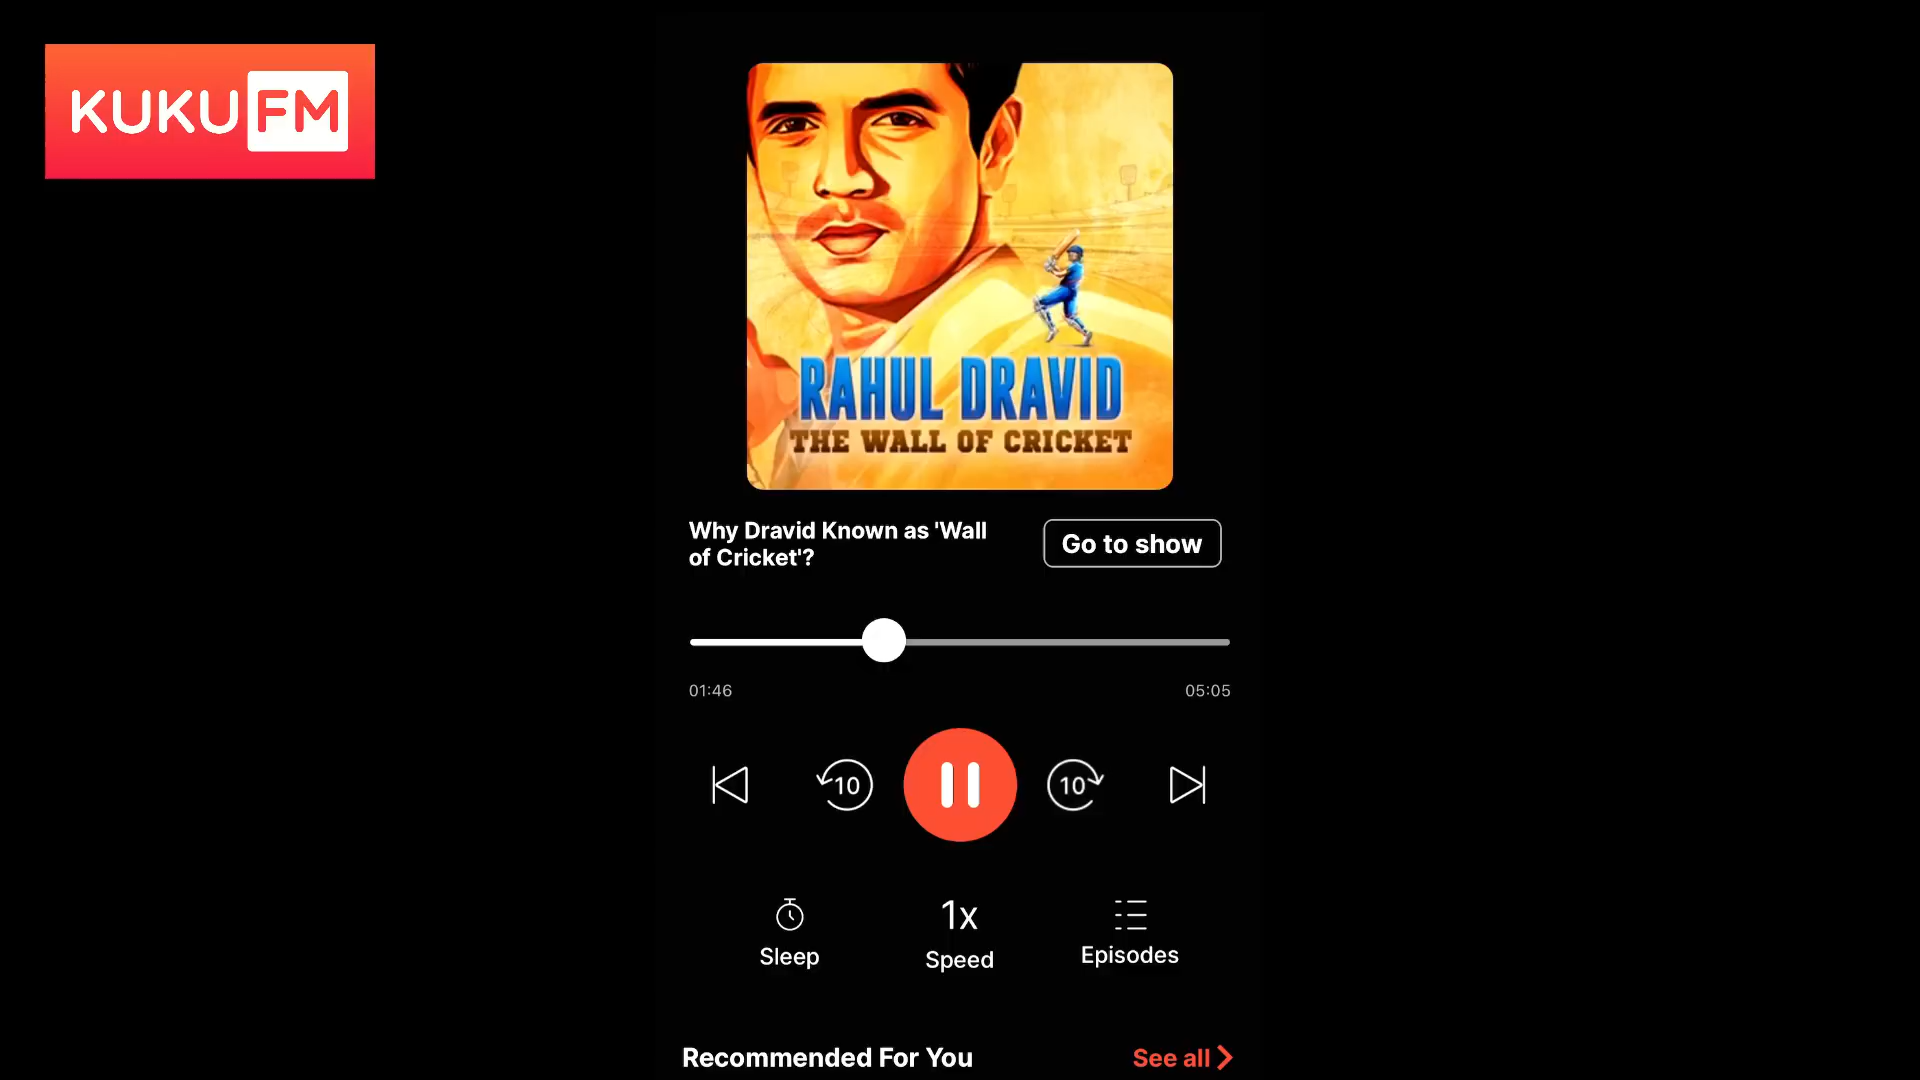 KUKU FM
RAHUL DRAVID
THE WALL OF CRICKET
Why Dravid Known as 'Wall
of Cricket'?
Go to show
01:46
05:05
10
10
1x
Sleep
Speed
Episodes
Recommended For You
See all